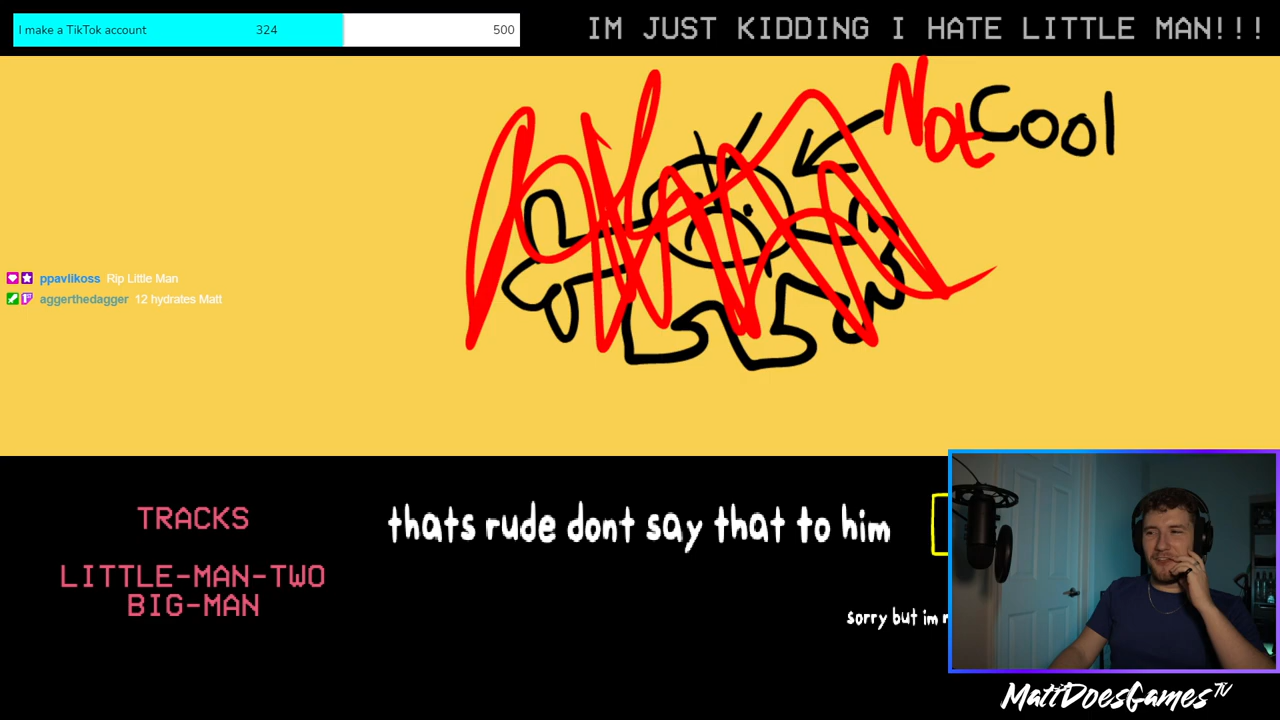 I make a TikTok account 324 500
IM JUST KIDDING I HATE LITTLE MAN!!!
Not Cool
ppavlikoss Rip Little Man
aggerthedagger 12 hydrates Matt
TRACKS
LITTLE-MAN-TWO
BIG-MAN
thats rude dont say that to him
sorry but im
MattDoesGamesTV